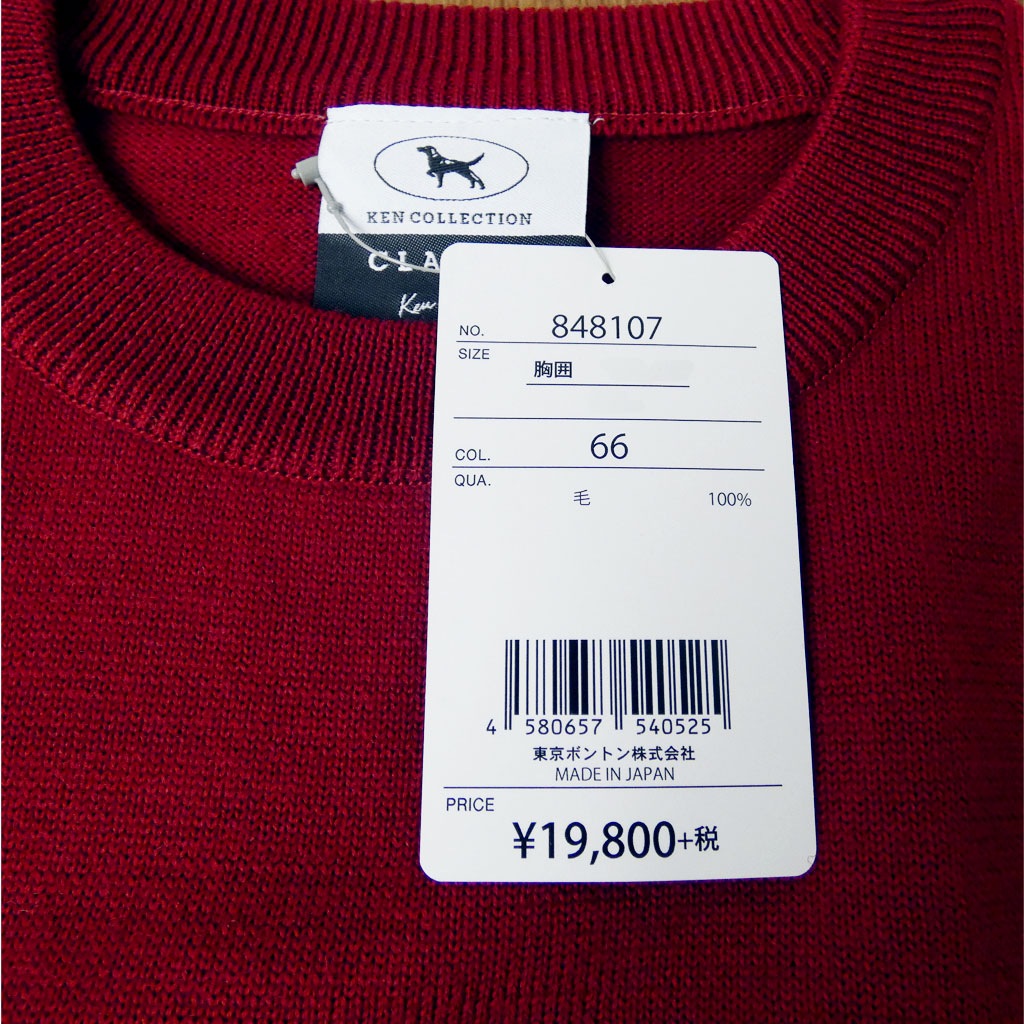 KEN COLLECTION
CLA
Ken
NO. 848107
SIZE
胸囲
COL. 66
QUA.
毛 100%
4 580657 540525
東京ボントン株式会社
MADE IN JAPAN
PRICE
¥19,800+税